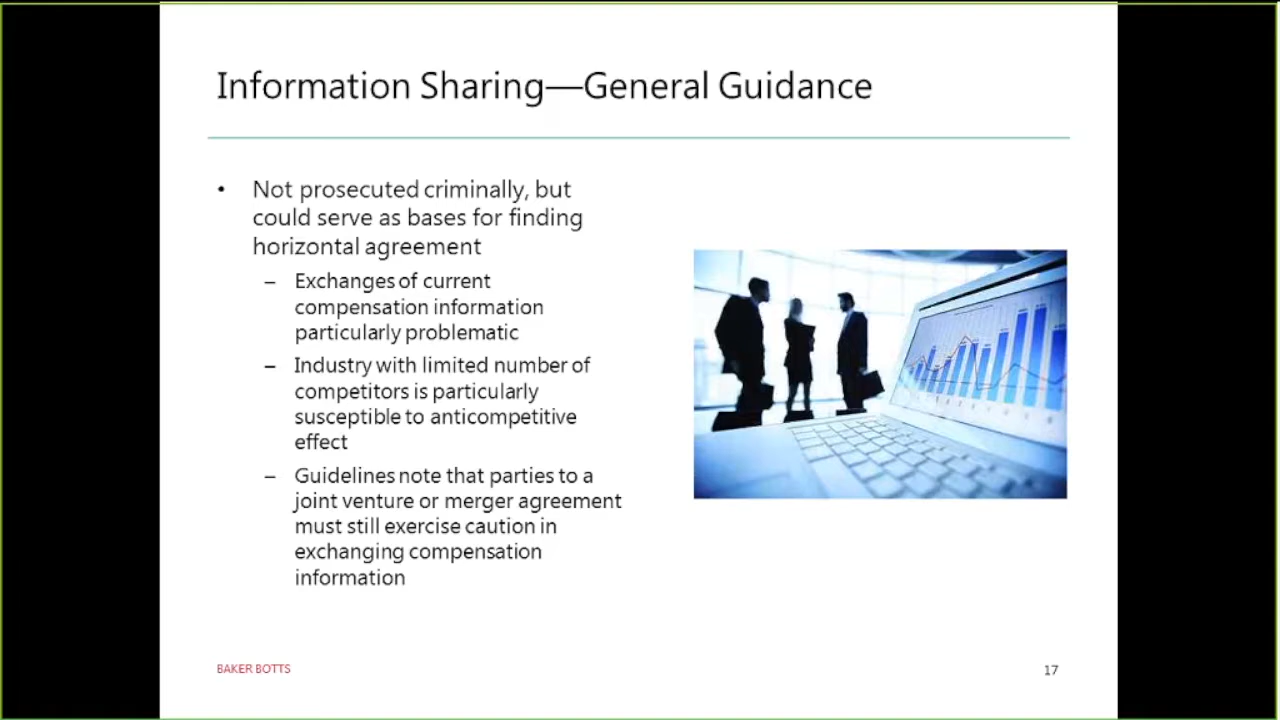 Information Sharing—General Guidance
• Not prosecuted criminally, but
could serve as bases for finding
horizontal agreement
– Exchanges of current
compensation information
particularly problematic
– Industry with limited number of
competitors is particularly
susceptible to anticompetitive
effect
– Guidelines note that parties to a
joint venture or merger agreement
must still exercise caution in
exchanging compensation
information
BAKER BOTTS
17